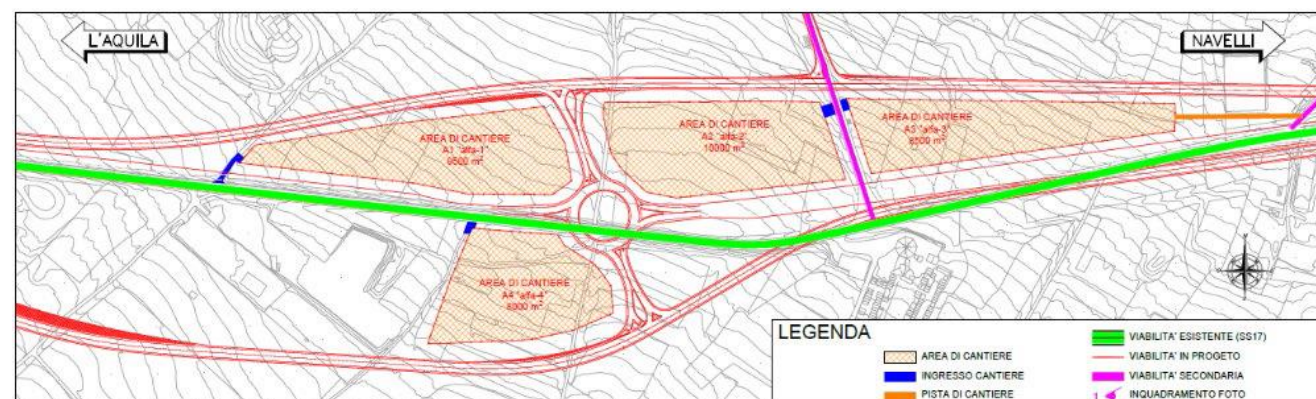 L'AQUILA
NAVELLI
AREA DI CANTIERE
A1 "alfa-1"
9500 m²
AREA DI CANTIERE
A2 "alfa-2"
10000 m²
AREA DI CANTIERE
A3 "alfa-3"
8500 m²
AREA DI CANTIERE
A4 "alfa-4"
8000 m²
LEGENDA
AREA DI CANTIERE
INGRESSO CANTIERE
PISTA DI CANTIERE
VIABILITA' ESISTENTE (SS17)
VIABILITA' IN PROGETO
VIABILITA' SECONDARIA
1 INQUADRAMENTO FOTO